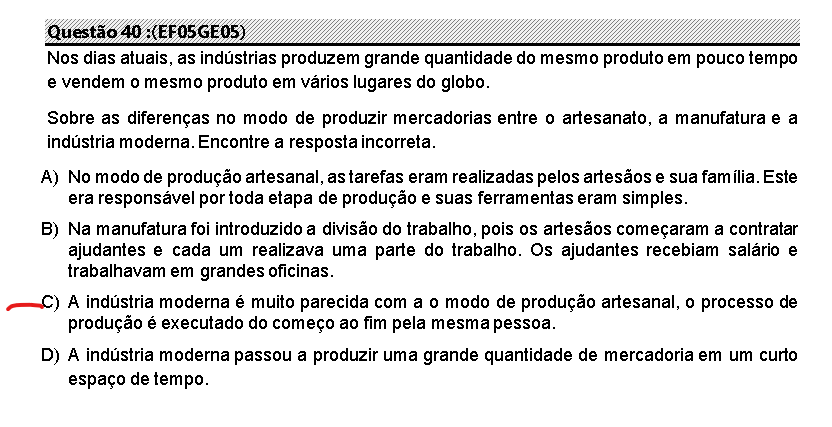 Questão 40 :(EF05GE05)
Nos dias atuais, as indústrias produzem grande quantidade do mesmo produto em pouco tempo
e vendem o mesmo produto em vários lugares do globo.
Sobre as diferenças no modo de produzir mercadorias entre o artesanato, a manufatura e a
indústria moderna. Encontre a resposta incorreta.
A) No modo de produção artesanal, as tarefas eram realizadas pelos artesãos e sua família. Este
era responsável por toda etapa de produção e suas ferramentas eram simples.
B) Na manufatura foi introduzido a divisão do trabalho, pois os artesãos começaram a contratar
ajudantes e cada um realizava uma parte do trabalho. Os ajudantes recebiam salário e
trabalhavam em grandes oficinas.
C) A indústria moderna é muito parecida com a o modo de produção artesanal, o processo de
produção é executado do começo ao fim pela mesma pessoa.
D) A indústria moderna passou a produzir uma grande quantidade de mercadoria em um curto
espaço de tempo.